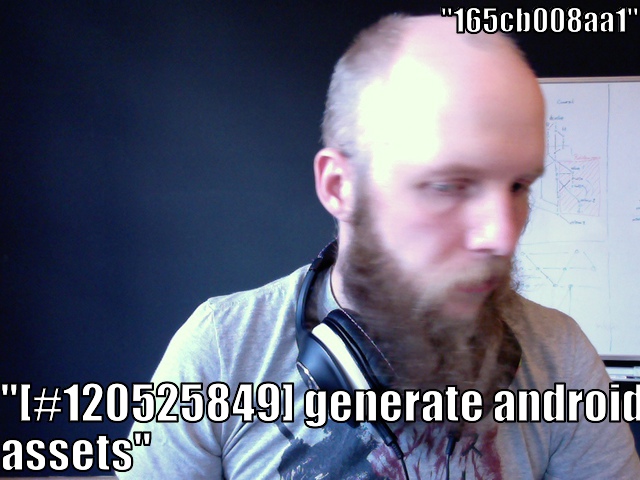 "165cb008aa1"
"[#120525849] generate android
assets"